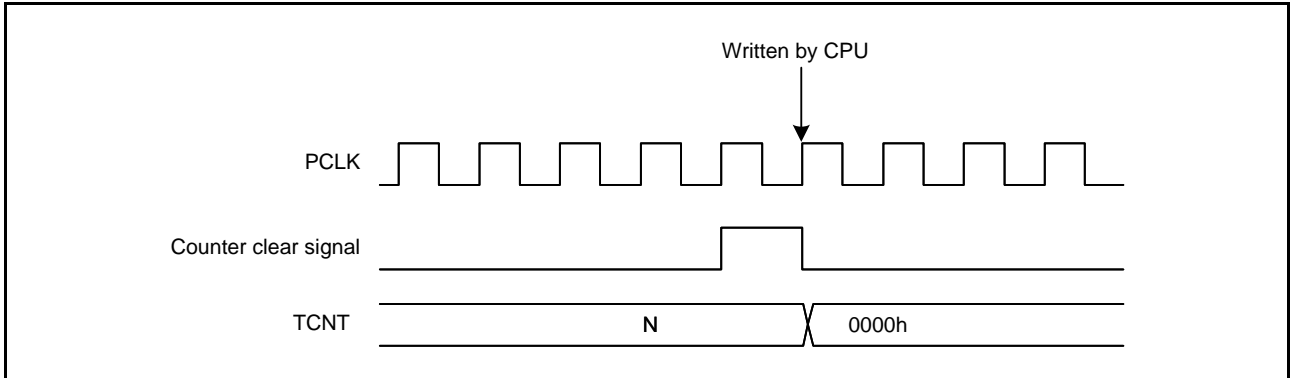 Written by CPU
PCLK
Counter clear signal
TCNT N 0000h